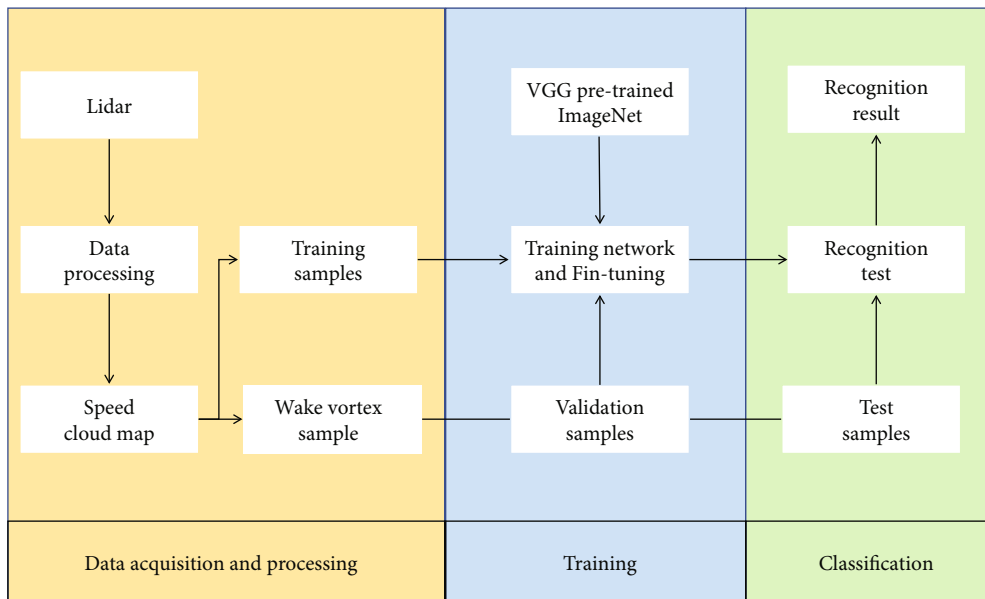 Lidar
Data
processing
Speed
cloud map
Training
samples
Wake vortex
sample
Data acquisition and processing
VGG pre-trained
ImageNet
Training network
and Fin-tuning
Validation
samples
Training
Recognition
result
Recognition
test
Test
samples
Classification